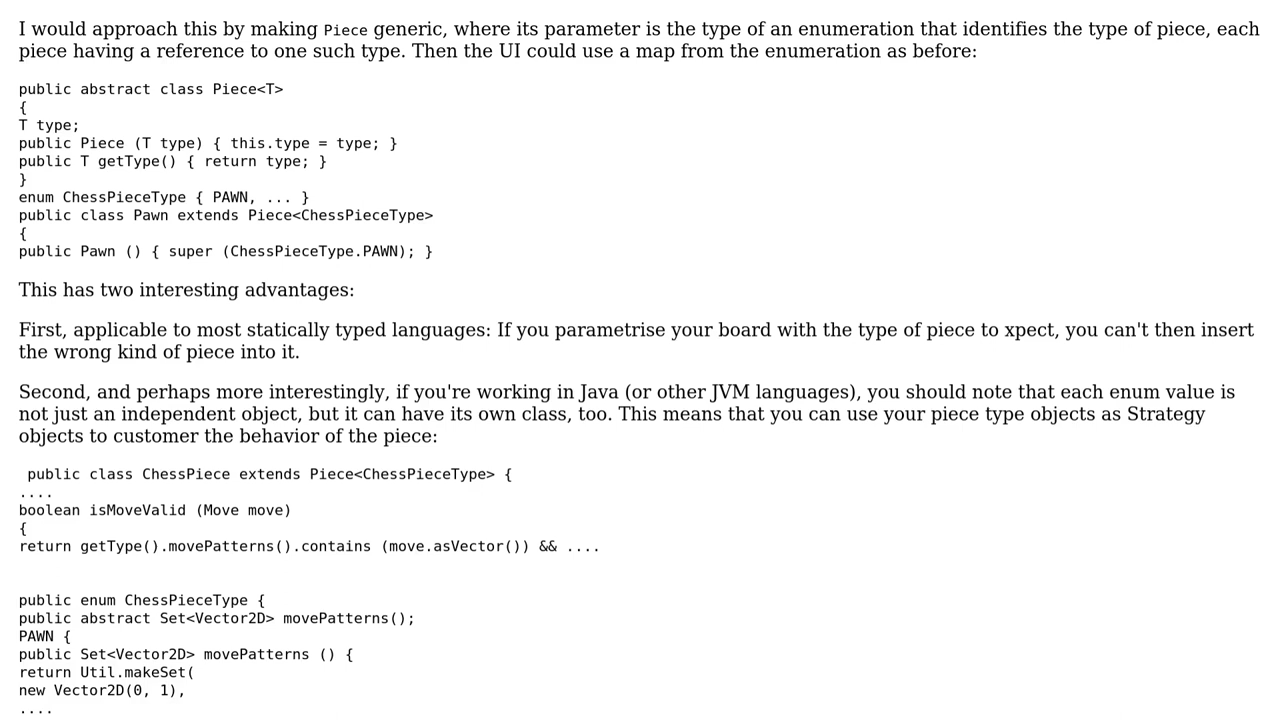 I would approach this by making Piece generic, where its parameter is the type of an enumeration that identifies the type of piece, each
piece having a reference to one such type. Then the UI could use a map from the enumeration as before:
public abstract class Piece<T>
{
T type;
public Piece (T type) { this.type = type; }
public T getType() { return type; }
}
enum ChessPieceType { PAWN, ... }
public class Pawn extends Piece<ChessPieceType>
{
public Pawn () { super (ChessPieceType.PAWN); }
This has two interesting advantages:
First, applicable to most statically typed languages: If you parametrise your board with the type of piece to xpect, you can't then insert
the wrong kind of piece into it.
Second, and perhaps more interestingly, if you're working in Java (or other JVM languages), you should note that each enum value is
not just an independent object, but it can have its own class, too. This means that you can use your piece type objects as Strategy
objects to customer the behavior of the piece:
public class ChessPiece extends Piece<ChessPieceType> {
....
boolean isMoveValid (Move move)
{
return getType().movePatterns().contains (move.asVector()) && ....
public enum ChessPieceType {
public abstract Set<Vector2D> movePatterns();
PAWN {
public Set<Vector2D> movePatterns () {
return Util.makeSet(
new Vector2D(0, 1),
....